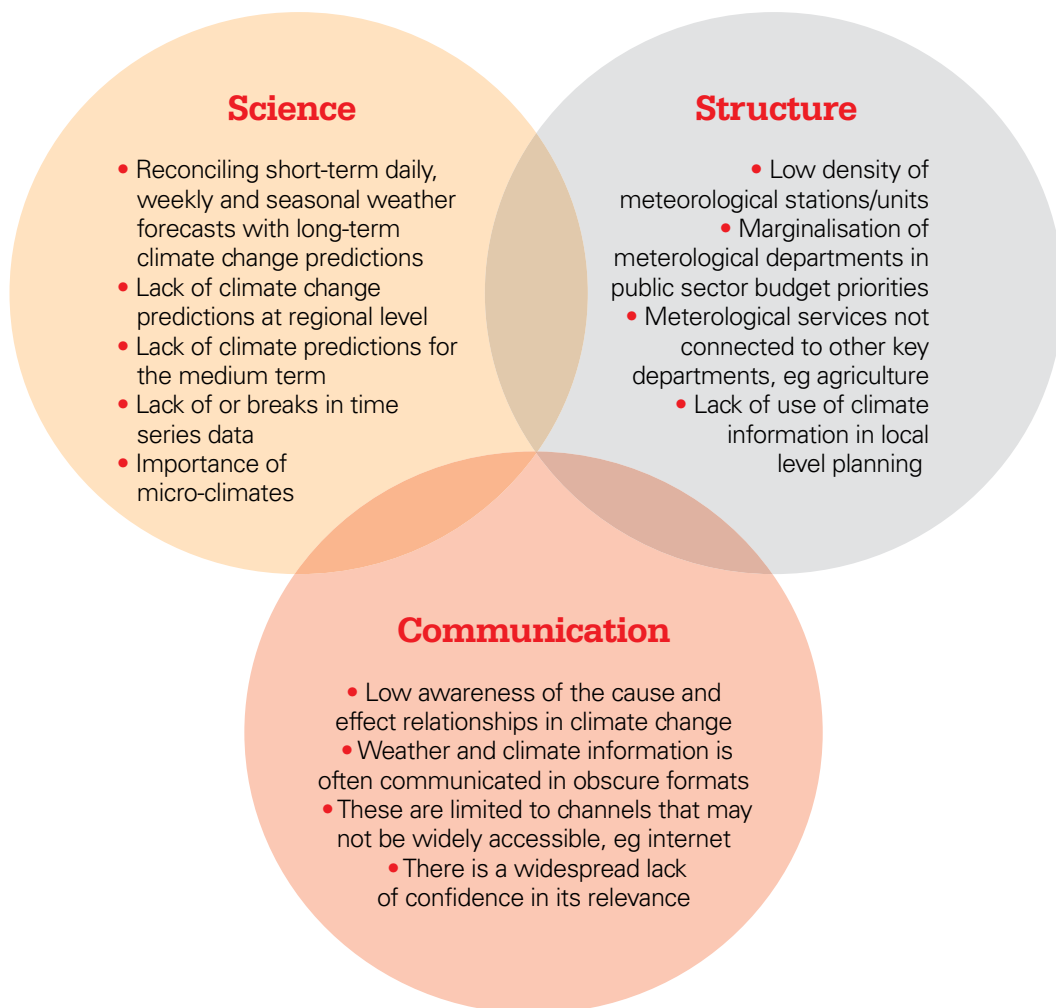 Science
• Reconciling short-term daily,
weekly and seasonal weather
forecasts with long-term
climate change predictions
• Lack of climate change
predictions at regional level
• Lack of climate predictions for
the medium term
• Lack of or breaks in time
series data
• Importance of
micro-climates
Structure
• Low density of
meteorological stations/units
• Marginalisation of
meterological departments in
public sector budget priorities
• Meterological services not
connected to other key
departments, eg agriculture
• Lack of use of climate
information in local
level planning
Communication
• Low awareness of the cause and
effect relationships in climate change
• Weather and climate information is
often communicated in obscure formats
• These are limited to channels that may
not be widely accessible, eg internet
• There is a widespread lack
of confidence in its relevance